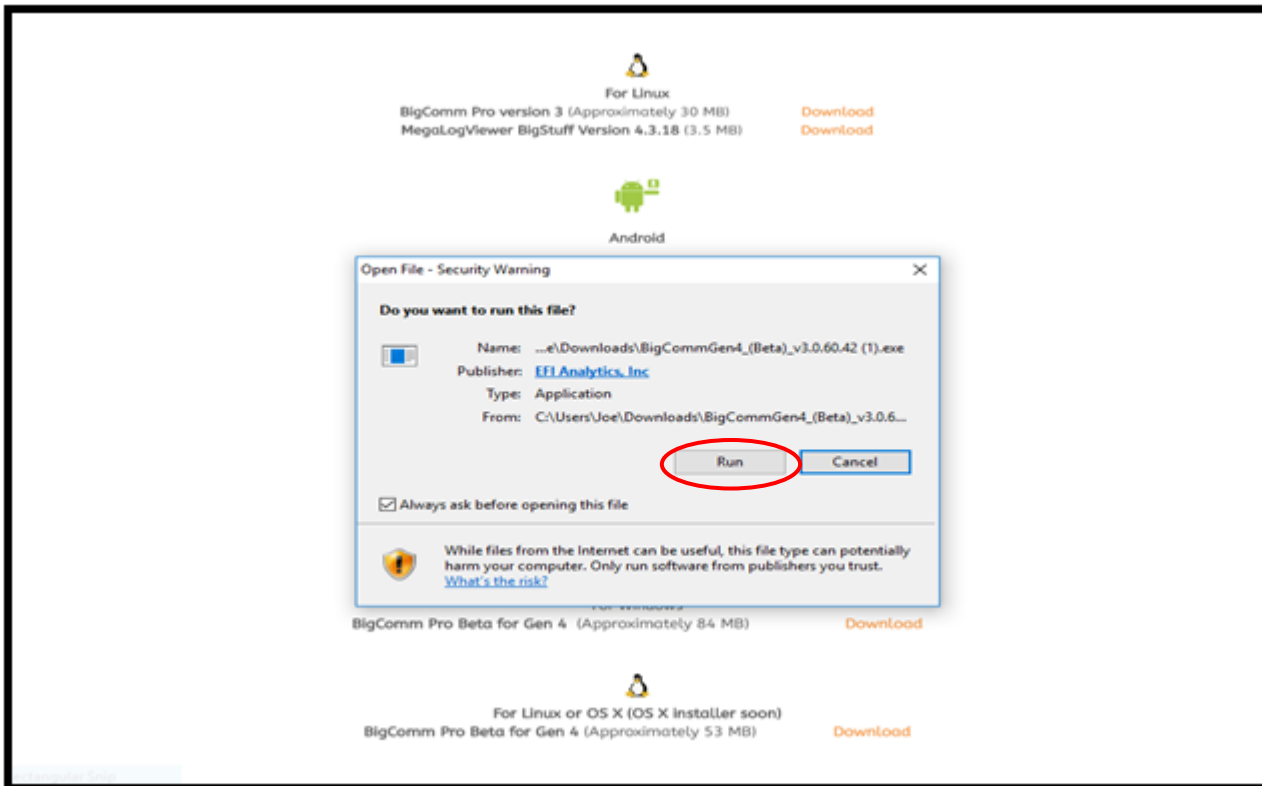 For Linux
BigComm Pro version 3 (Approximately 30 MB) Download
MegaLogViewer BigStuff Version 4.3.18 (3.5 MB) Download
Android
Open File - Security Warning
Do you want to run this file?
Name: ...e\Downloads\BigCommGen4_(Beta)_v3.0.60.42 (1).exe
Publisher: EFI Analytics, Inc
Type: Application
From: C:\Users\Joe\Downloads\BigCommGen4_(Beta)_v3.0.6...
Run Cancel
Always ask before opening this file
While files from the Internet can be useful, this file type can potentially
harm your computer. Only run software from publishers you trust.
What's the risk?
For Windows
BigComm Pro Beta for Gen 4 (Approximately 84 MB) Download
For Linux or OS X (OS X installer soon)
BigComm Pro Beta for Gen 4 (Approximately 53 MB) Download